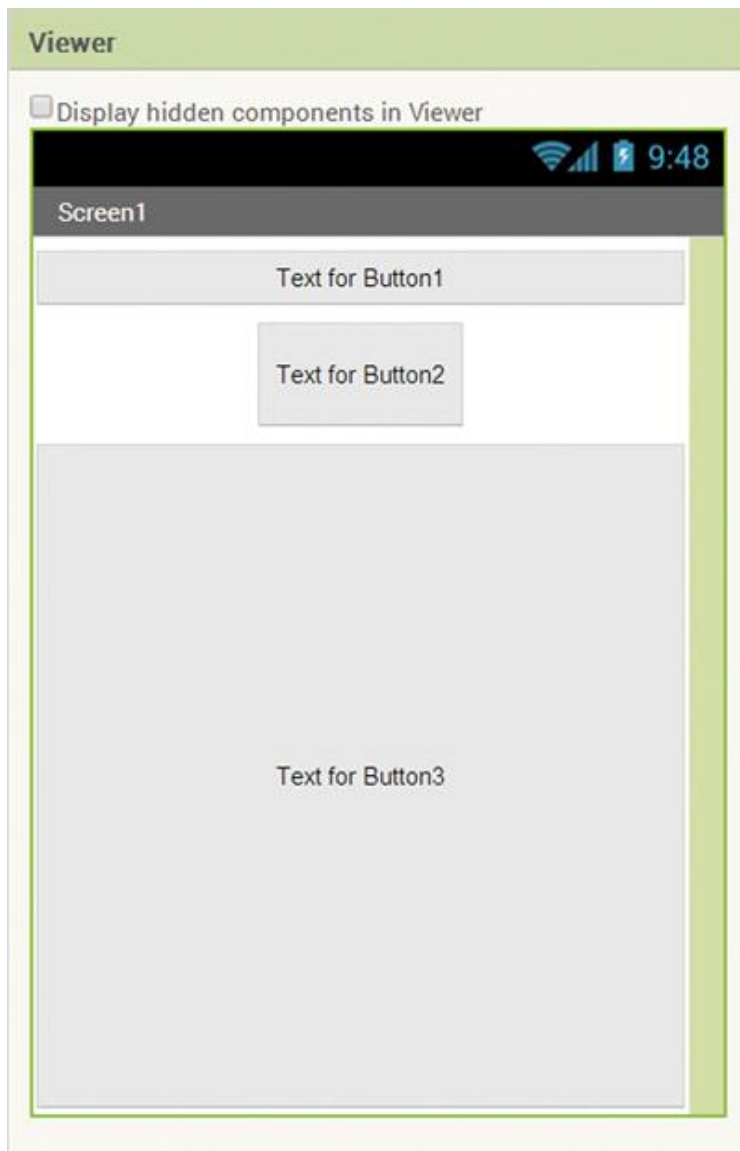 Viewer
Display hidden components in Viewer
9:48
Screen1
Text for Button1
Text for Button2
Text for Button3